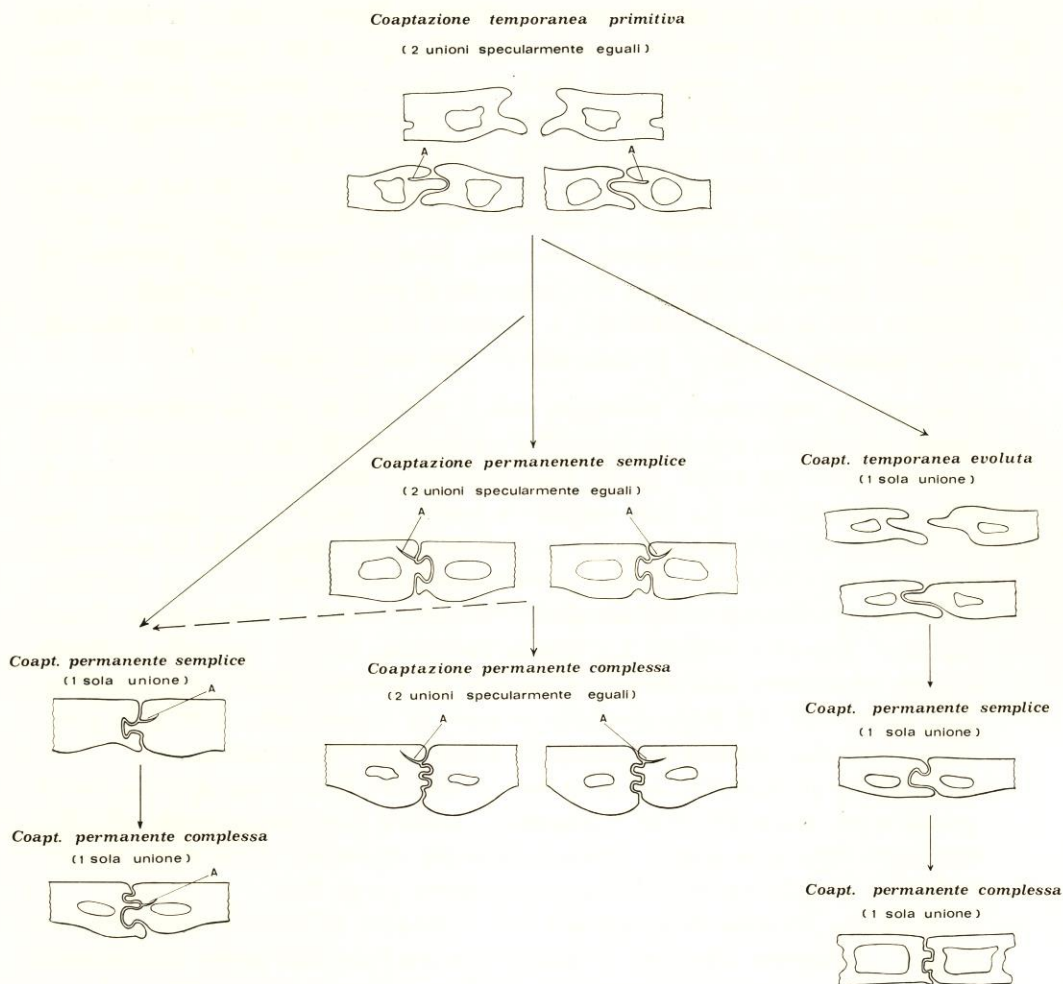 Coaptazione temporanea primitiva
(2 unioni specularmente eguali)
A
A
Coaptazione permanenente semplice
(2 unioni specularmente eguali)
A
A
Coapt. temporanea evoluta
(1 sola unione)
Coapt. permanente semplice
(1 sola unione)
A
Coaptazione permanente complessa
(2 unioni specularmente eguali)
A
A
Coapt. permanente semplice
(1 sola unione)
Coapt. permanente complessa
(1 sola unione)
A
Coapt. permanente complessa
(1 sola unione)